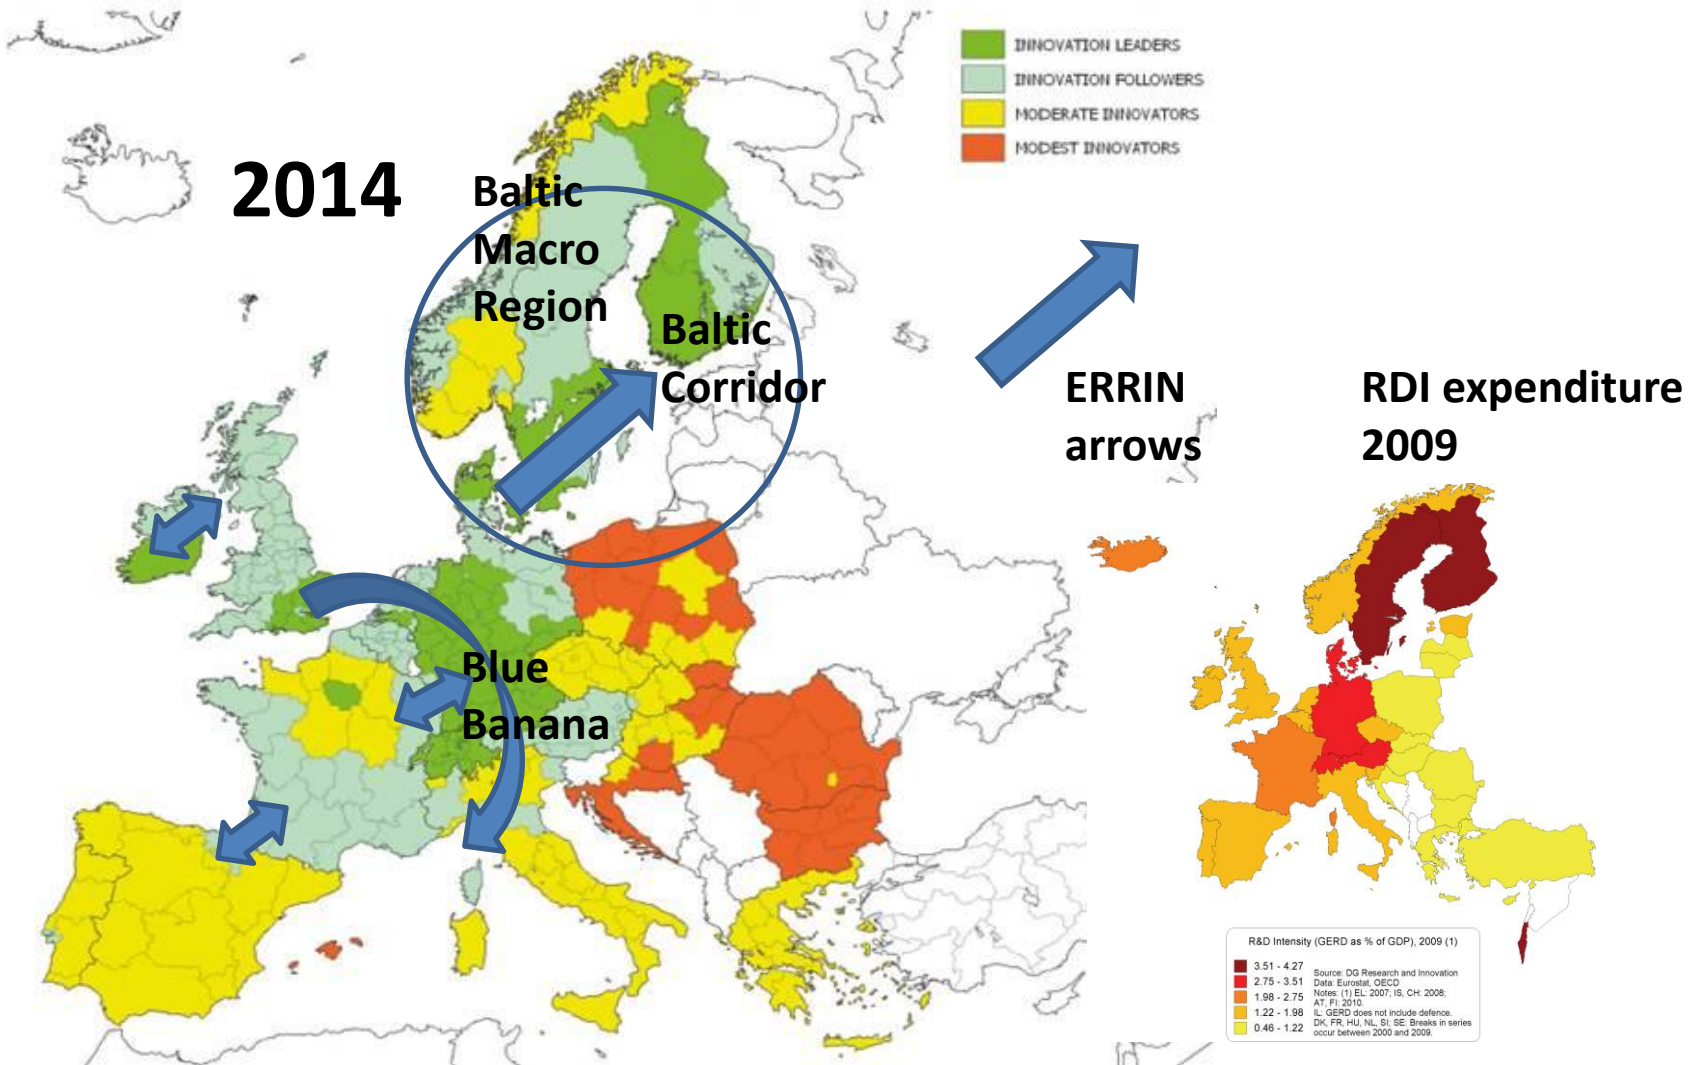 INNOVATION LEADERS
INNOVATION FOLLOWERS
MODERATE INNOVATORS
MODEST INNOVATORS
2014
Baltic
Macro
Region
Baltic
Corridor
ERRIN
arrows
RDI expenditure
2009
Blue
Banana
R&D Intensity (GERD as % of GDP), 2009 (1)
3.51 - 4.27
2.75 - 3.51
1.98 - 2.75
1.22 - 1.98
0.46 - 1.22
Source: DG Research and Innovation
Data: Eurostat, OECD
Notes: (1) EL: 2007; IS, CH: 2008;
AT, FI: 2010.
IL: GERD does not include defence.
DK, FR, HU, NL, SI; SE: Breaks in series
occur between 2000 and 2009.